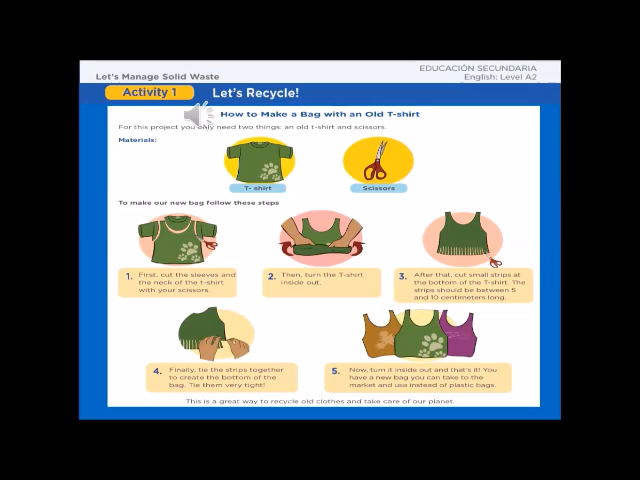 EDUCACIÓN SECUNDARIA
Let's Manage Solid Waste
English: Level A2
Activity 1
Let's Recycle!
How to Make a Bag with an Old T-shirt
For this project you only need two things: an old t-shirt and scissors.
Materials:
T- shirt
Scissors
To make our new bag follow these steps
1. First, cut the sleeves and
the neck of the t-shirt
with your scissors
2. Then, turn the T-shirt
inside out.
3. After that, cut small strips at
the bottom of the T-shirt. The
strips should be between 5
and 10 centimeters long.
4. Finally, tie the strips together
to create the bottom of the
bag. Tie them very tight!
5. Now, turn it inside out and that's it! You
have a new bag you can take to the
market and use instead of plastic bags.
This is a great way to recycle old clothes and take care of our planet.